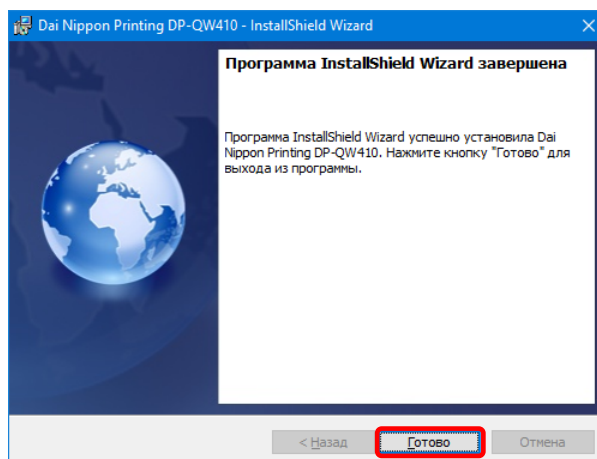 Dai Nippon Printing DP-QW410 - InstallShield Wizard
Программа InstallShield Wizard завершена
Программа InstallShield Wizard успешно установила Dai
Nippon Printing DP-QW410. Нажмите кнопку "Готово" для
выхода из программы.
< Назад Готово Отмена